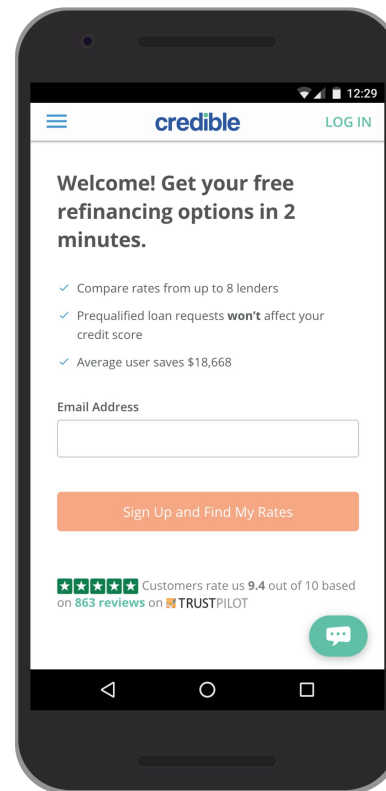 12:29
credible LOG IN
Welcome! Get your free
refinancing options in 2
minutes.
Compare rates from up to 8 lenders
Prequalified loan requests won't affect your
credit score
Average user saves $18,668
Email Address
Sign Up and Find My Rates
Customers rate us 9.4 out of 10 based
on 863 reviews on TRUSTPILOT